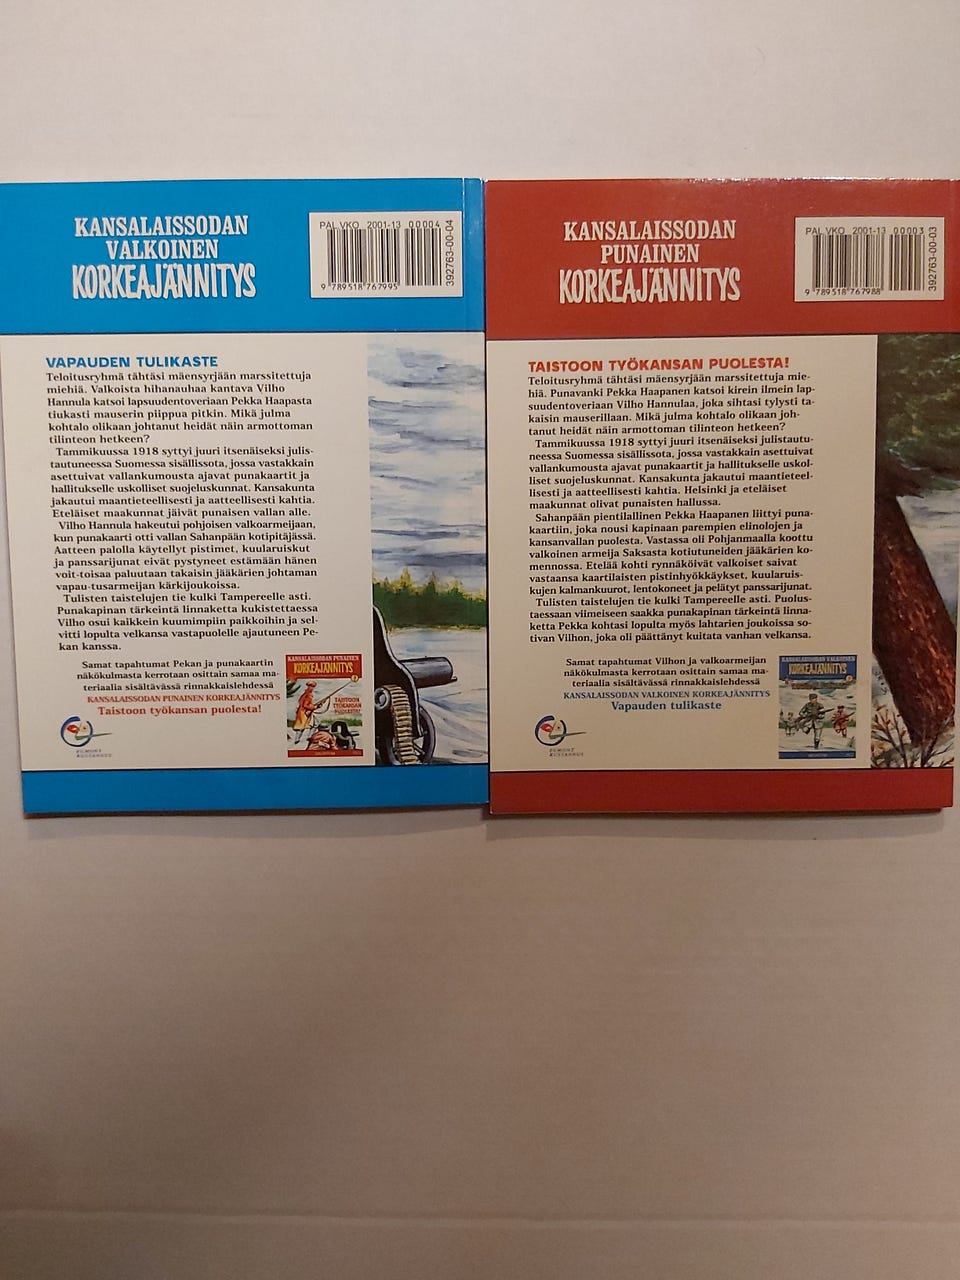 KANSALAISSODAN
VALKOINEN
KORKEAJÄNNITYS
PAL VKO 2001-13 00004
9 789518 767995
392763-00-04
VAPAUDEN TULIKASTE
Teloitusryhmä tähtäsi mäensyrjään marssitettuja
miehiä. Valkoista hihanauhaa kantava Vilho
Hannula katsoi lapsuudentoveriaan Pekka Haapasta
tiukasti mauserin piippua pitkin. Mikä julma
kohtalo olikaan johtanut heidät näin armottoman
tilinteon hetkeen?
Tammikuussa 1918 syttyi juuri itsenäiseksi julis-
tautuneessa Suomessa sisällissota, jossa vastakkain
asettuivat vallankumousta ajavat punakaartit ja
hallitukselle uskolliset suojeluskunnat. Kansakunta
jakautui maantieteellisesti ja aatteellisesti kahtia.
Eteläiset maakunnat jäivät punaisen vallan alle.
Vilho Hannula hakeutui pohjoisen valkoarmeijaan,
kun punakaarti otti vallan Sahanpään kotipitäjässä.
Aatteen palolla käytellyt pistimet, kuularuiskut
ja panssarijunat eivät pystyneet estämään hänen
voit-toisaa paluutaan takaisin jääkärien johtaman
vapau-tusarmeijan kärkijoukoissa.
Tulisten taistelujen tie kulki Tampereelle asti.
Punakapinan tärkeintä linnaketta kukistettaessa
Vilho osui kaikkein kuumimpiin paikkoihin ja sel-
vitti lopulta velkansa vastapuolelle ajautuneen Pe-
kan kanssa.
Samat tapahtumat Pekan ja punakaartin
näkökulmasta kerrotaan osittain samaa ma-
teriaalia sisältävässä rinnakkaislehdessä
KANSALAISSODAN PUNAINEN KORKEAJÄNNITYS
Taistoon työkansan puolesta!
KANSALAISSODAN PUNAINEN
KORKEAJÄNNITYS
TAISTOON
TYÖKANSAN
PUOLESTA!
EGMONT
KUSTANNUS
KANSALAISSODAN
PUNAINEN
KORKEAJÄNNITYS
PAL VKO 2001-13 00003
9 789518 767988
392763-00-03
TAISTOON TYÖKANSAN PUOLESTA!
Teloitusryhmä tähtäsi mäensyrjään marssitettuja mie-
hiä. Punavanki Pekka Haapanen katsoi kirein ilmein lap-
suudentoveriaan Vilho Hannulaa, joka sihtasi tylysti ta-
kaisin mauserillaan. Mikä julma kohtalo olikaan joh-
tanut heidät näin armottoman tilinteon hetkeen?
Tammikuussa 1918 syttyi juuri itsenäiseksi julistautu-
neessa Suomessa sisällissota, jossa vastakkain asettuivat
vallankumousta ajavat punakaartit ja hallitukselle uskol-
liset suojeluskunnat. Kansakunta jakautui maantieteel-
lisesti ja aatteellisesti kahtia. Helsinki ja eteläiset
maakunnat olivat punaisten hallussa.
Sahanpään pientilallinen Pekka Haapanen liittyi puna-
kaartiin, joka nousi kapinaan parempien elinolojen ja
kansanvallan puolesta. Vastassa oli Pohjanmaalla koottu
valkoinen armeija Saksasta kotiutuneiden jääkärien ko-
mennossa. Etelää kohti rynnäköivät valkoiset saivat
vastaansa kaartilaisten pistinhyökkäykset, kuularuis-
kujen kalmankuurot, lentokoneet ja pelätyt panssarijunat.
Tulisten taistelujen tie kulki Tampereelle asti. Puolus-
taessaan viimeiseen saakka punakapinan tärkeintä linna-
ketta Pekka kohtasi lopulta myös lahtarien joukoissa so-
tivan Vilhon, joka oli päättänyt kuitata vanhan velkansa.
Samat tapahtumat Vilhon ja valkoarmeijan
näkökulmasta kerrotaan osittain samaa ma-
teriaalia sisältävässä rinnakkaislehdessä
KANSALAISSODAN VALKOINEN KORKEAJÄNNITYS
Vapauden tulikaste
KANSALAISSODAN VALKOINEN
KORKEAJÄNNITYS
EGMONT
KUSTANNUS